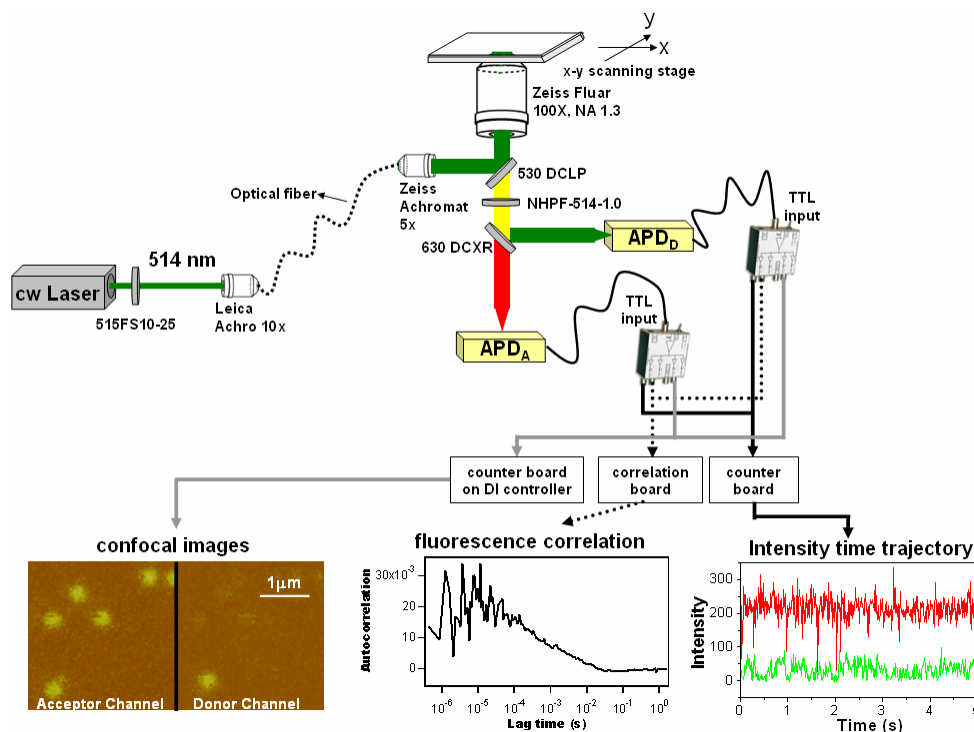 y
x
x-y scanning stage
Zeiss Fluar
100X, NA 1.3
530 DCLP
Optical fiber
Zeiss
Achromat
5x
NHPF-514-1.0
TTL
input
630 DCXR
APDD
514 nm
cw Laser
515FS10-25
Leica
Achro 10x
TTL
input
APDA
counter board
on DI controller
correlation
board
counter
board
confocal images
1μm
Acceptor Channel
Donor Channel
fluorescence correlation
Autocorrelation
30x10-3
20
10
0
10-6
10-5
10-4
10-3
10-2
10-1
100
Lag time (s)
Intensity time trajectory
Intensity
300
200
150
0
0
1
2
3
4
5
Time (s)